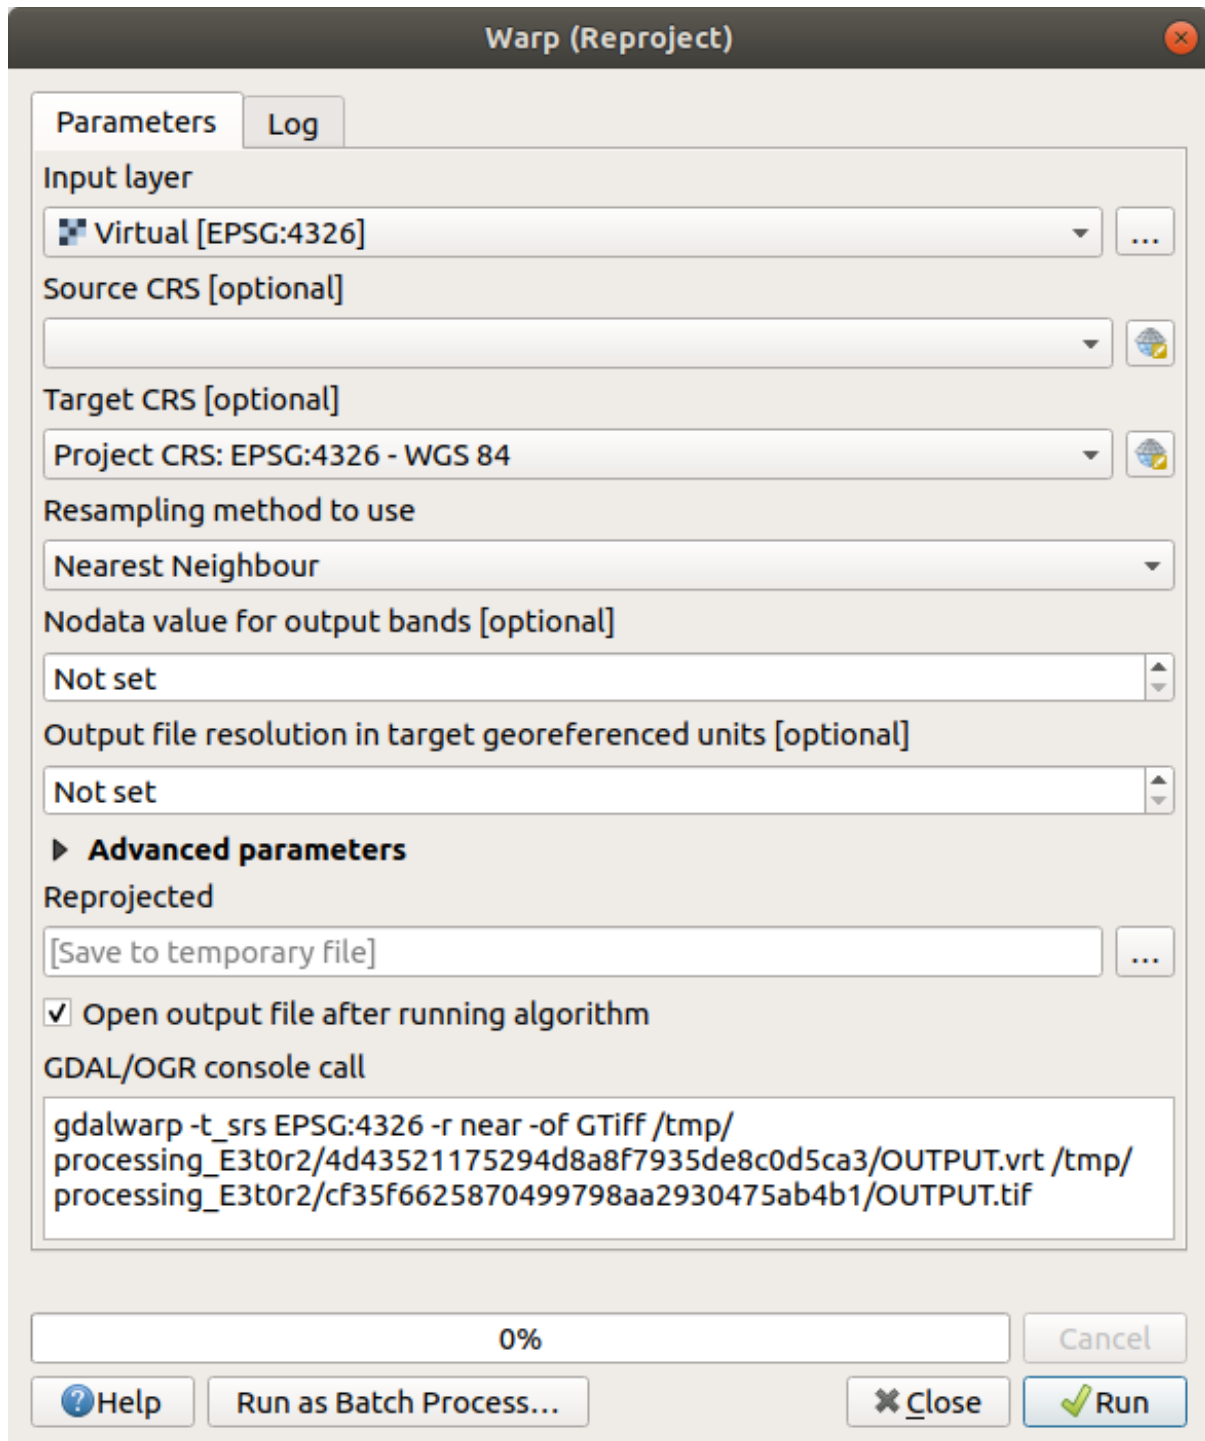 Warp (Reproject)
Parameters
Log
Input layer
Virtual [EPSG:4326]
...
Source CRS [optional]
Target CRS [optional]
Project CRS: EPSG:4326 - WGS 84
Resampling method to use
Nearest Neighbour
Nodata value for output bands [optional]
Not set
Output file resolution in target georeferenced units [optional]
Not set
Advanced parameters
Reprojected
[Save to temporary file]
...
Open output file after running algorithm
GDAL/OGR console call
gdalwarp -t_srs EPSG:4326 -r near -of GTiff /tmp/
processing_E3t0r2/4d43521175294d8a8f7935de8c0d5ca3/OUTPUT.vrt /tmp/
processing_E3t0r2/cf35f6625870499798aa2930475ab4b1/OUTPUT.tif
0%
Cancel
Help
Run as Batch Process...
Close
Run